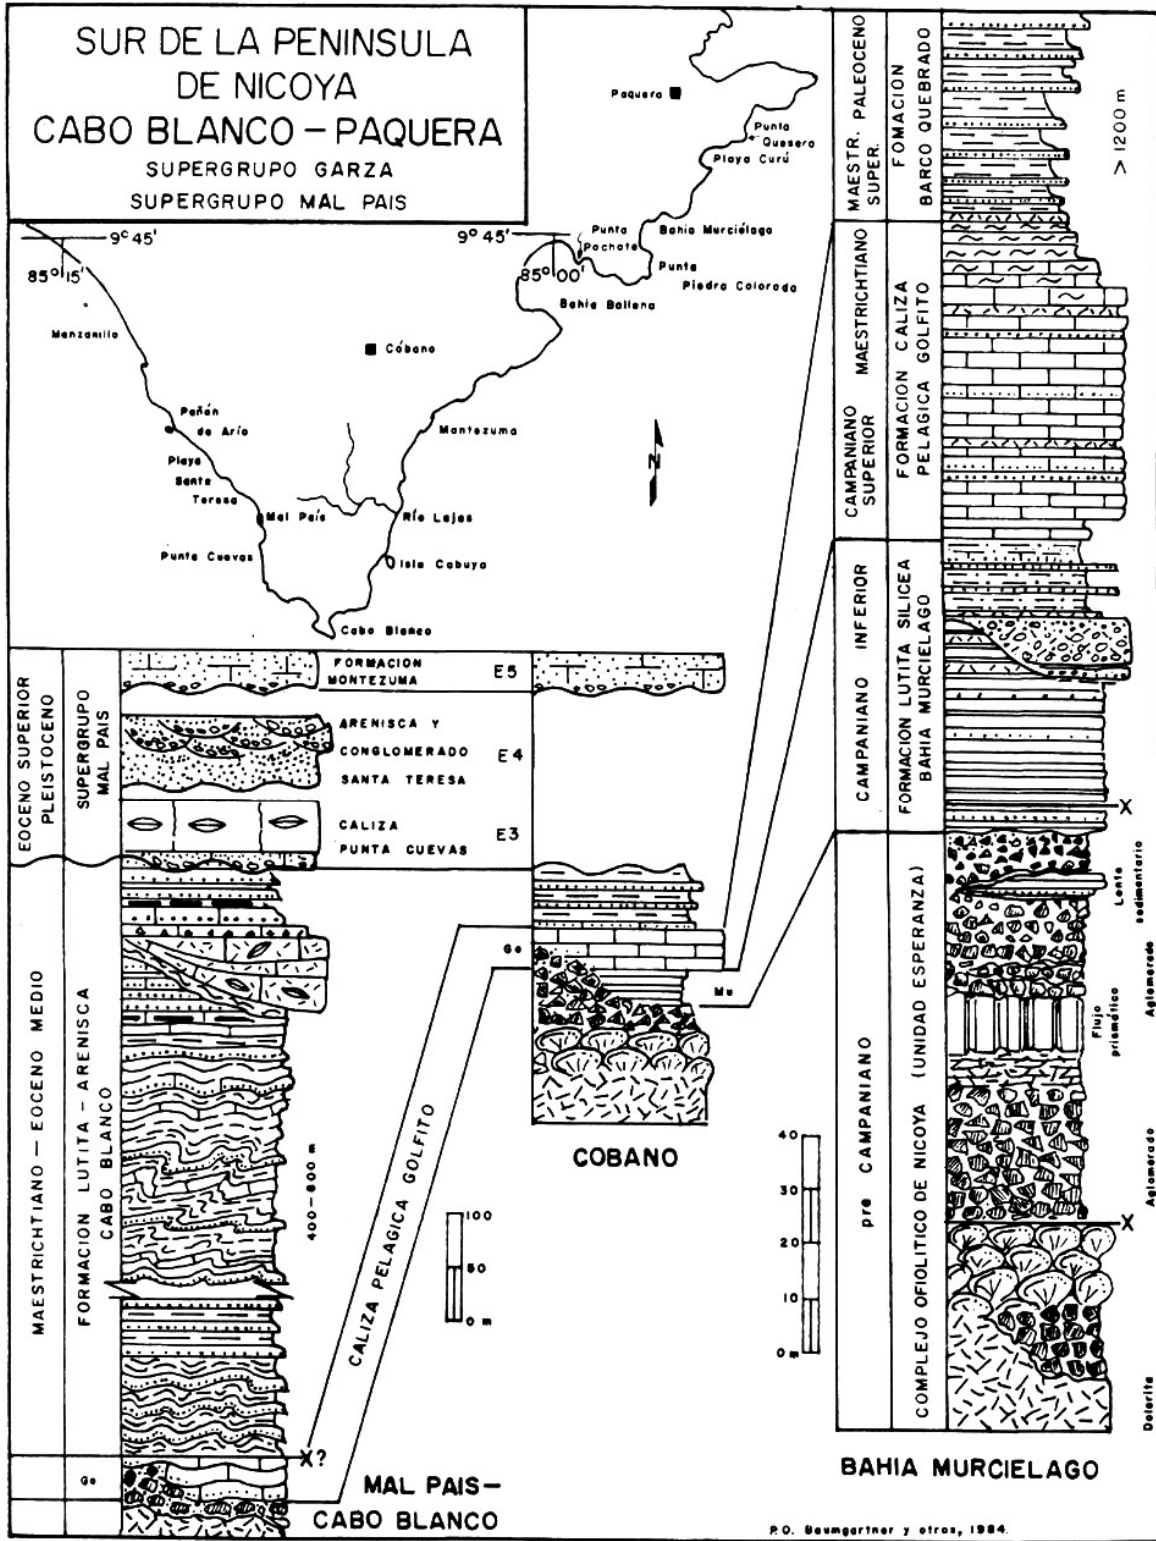 SUR DE LA PENINSULA
DE NICOYA
CABO BLANCO – PAQUERA
SUPERGRUPO GARZA
SUPERGRUPO MAL PAIS
9° 45'
85° 15'
9° 45'
85° 00'
Paquera
Punta
Quesera
Playa Curú
Bahia Murciélago
Punta
Pochote
Punta
Piedra Colorada
Bahia Ballena
Manzanillo
Cóbano
Peñón
de Ario
Playa
Santa
Teresa
Mal País
Punta Cuevas
Montezuma
Río Lajas
Isla Cabuya
Cabo Blanco
N
EOCENO SUPERIOR
PLEISTOCENO
SUPERGRUPO
MAL PAIS
FORMACION
MONTEZUMA
E5
ARENISCA Y
CONGLOMERADO
SANTA TERESA
E4
CALIZA
PUNTA CUEVAS
E3
MAESTRICHTIANO – EOCENO MEDIO
FORMACION LUTITA – ARENISCA
CABO BLANCO
400–800 m
Go
X?
MAL PAIS–
CABO BLANCO
CALIZA PELAGICA GOLFITO
100
50
0 m
Go
Mu
COBANO
40
30
20
10
0 m
MAESTR. PALEOCENO
SUPER.
FOMACION
BARCO QUEBRADO
> 1200 m
CAMPANIANO MAESTRICHTIANO
SUPERIOR
FORMACION CALIZA
PELAGICA GOLFITO
CAMPANIANO INFERIOR
FORMACION LUTITA SILICEA
BAHIA MURCIELAGO
X
pre CAMPANIANO
COMPLEJO OFIOLITICO DE NICOYA (UNIDAD ESPERANZA)
Lente
sedimentario
Aglomerado
Flujo
prismático
Aglomerado
X
Dolerita
BAHIA MURCIELAGO
P.O. Baumgartner y otros, 1984.